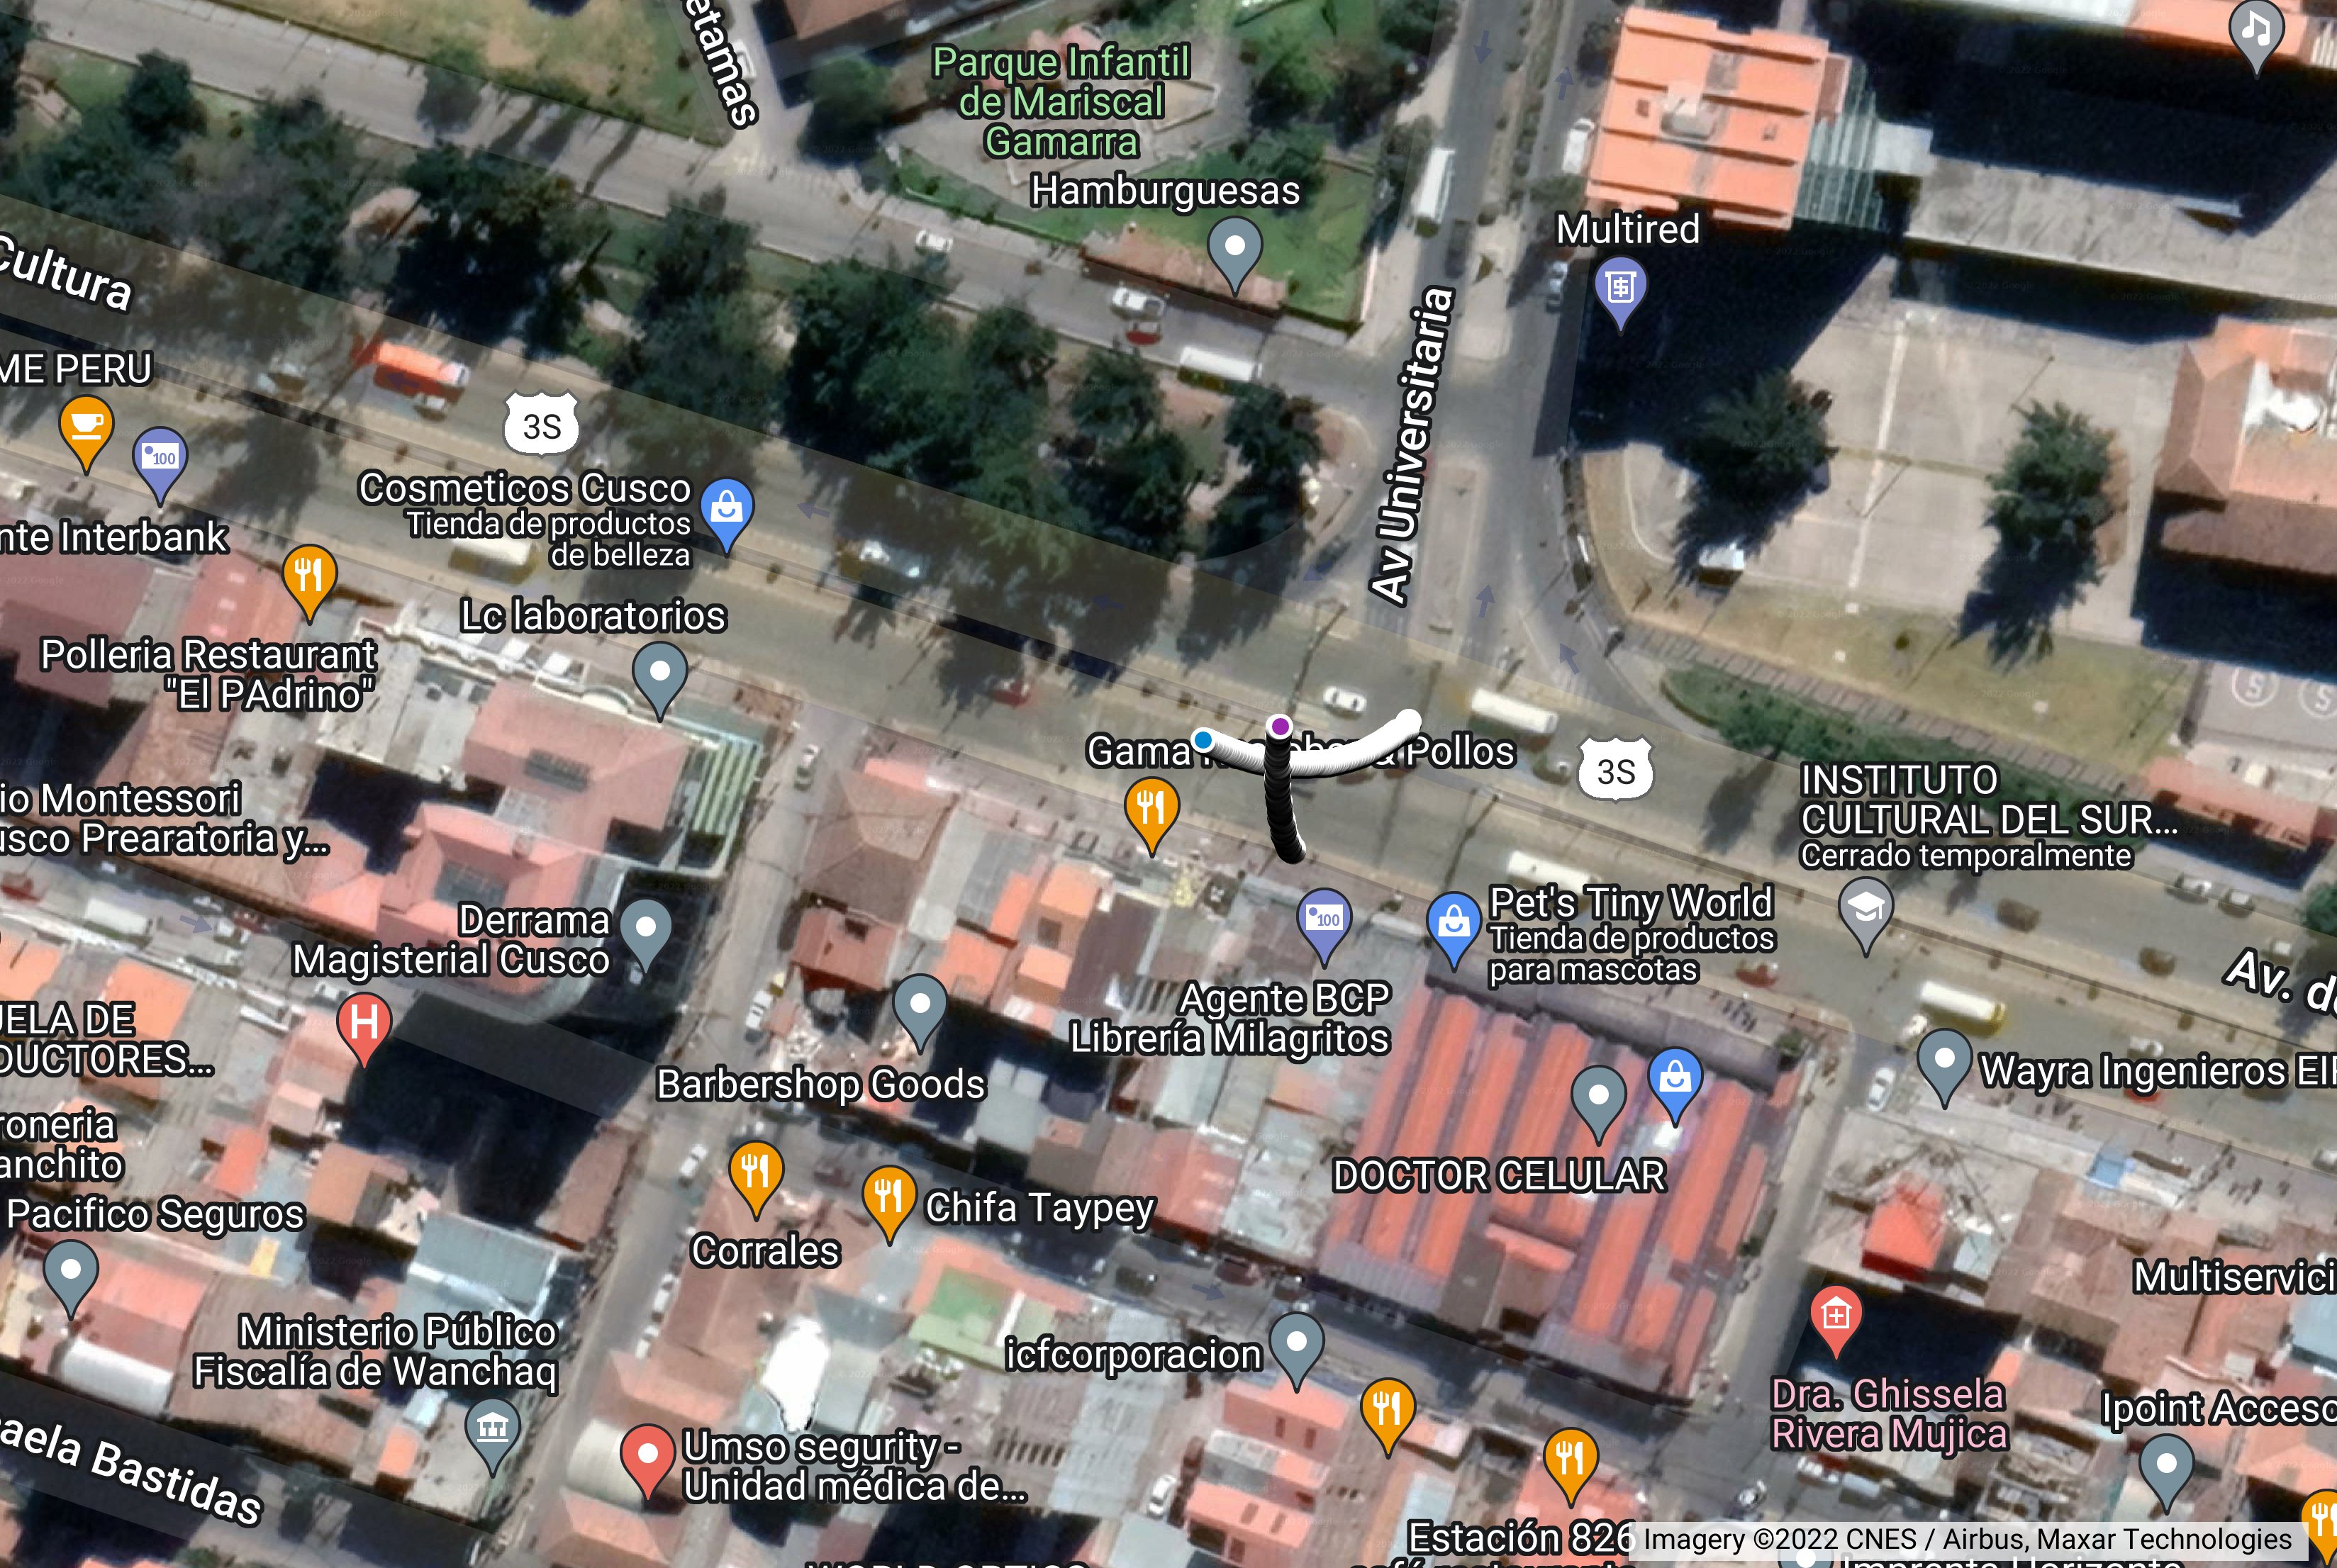 etamas
Parque Infantil
de Mariscal
Gamarra
Hamburguesas
Multired
Cultura
Av Universitaria
ME PERU
100
3S
nte Interbank
Cosmeticos Cusco
Tienda de productos
de belleza
Polleria Restaurant
"El PAdrino"
Lc laboratorios
Gama
& Pollos
3S
INSTITUTO
CULTURAL DEL SUR...
Cerrado temporalmente
io Montessori
usco Prearatoria y...
Derrama
Magisterial Cusco
H
100
Agente BCP
Librería Milagritos
Pet's Tiny World
Tienda de productos
para mascotas
Av. d
UELA DE
DUCTORES...
Barbershop Goods
Wayra Ingenieros EI
DOCTOR CELULAR
roneria
anchito
Pacifico Seguros
Corrales
Chifa Taypey
Multiservici
Ministerio Público
Fiscalía de Wanchaq
icfcorporacion
Dra. Ghissela
Rivera Mujica
Ipoint Acceso
aela Bastidas
Umso segurity -
Unidad médica de...
Estación 826
Imagery ©2022 CNES / Airbus, Maxar Technologies